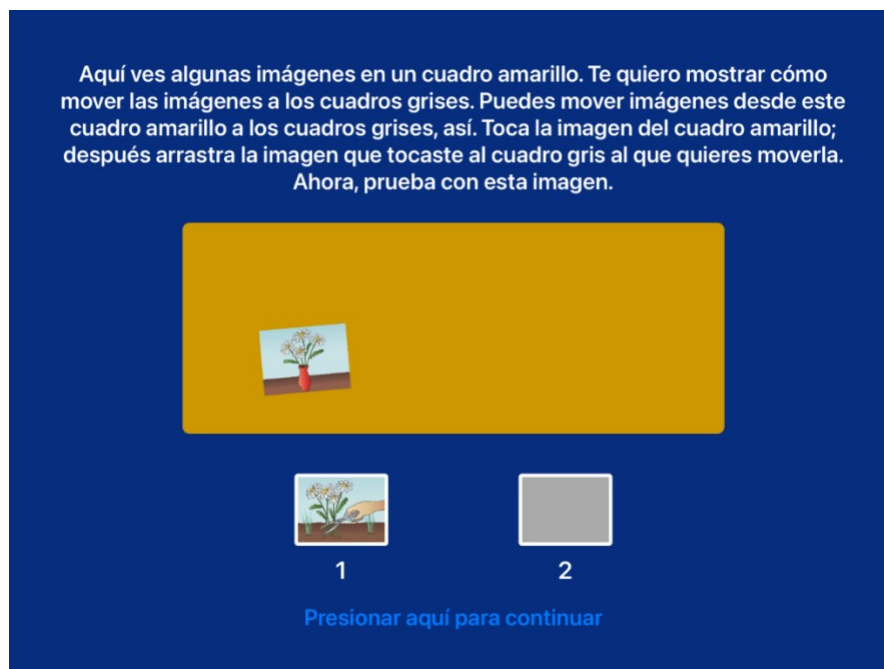 Aquí ves algunas imágenes en un cuadro amarillo. Te quiero mostrar cómo
mover las imágenes a los cuadros grises. Puedes mover imágenes desde este
cuadro amarillo a los cuadros grises, así. Toca la imagen del cuadro amarillo;
después arrastra la imagen que tocaste al cuadro gris al que quieres moverla.
Ahora, prueba con esta imagen.
1 2
Presionar aquí para continuar